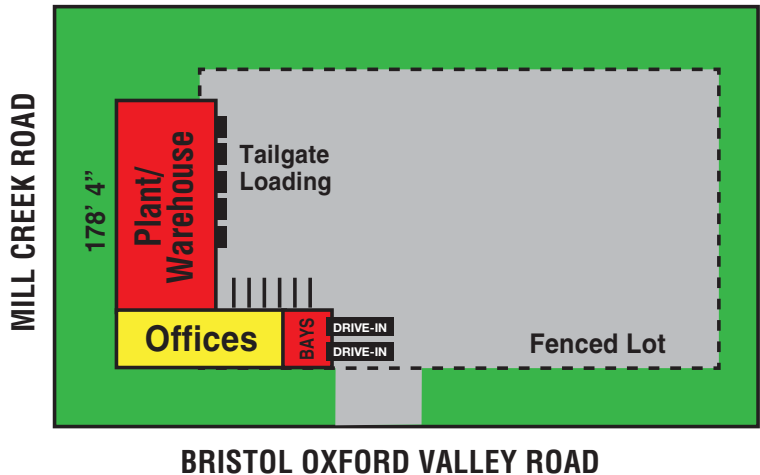 MILL CREEK ROAD
178’ 4”
Plant/
Warehouse
Tailgate
Loading
Offices
BAYS
DRIVE-IN
DRIVE-IN
Fenced Lot
BRISTOL OXFORD VALLEY ROAD